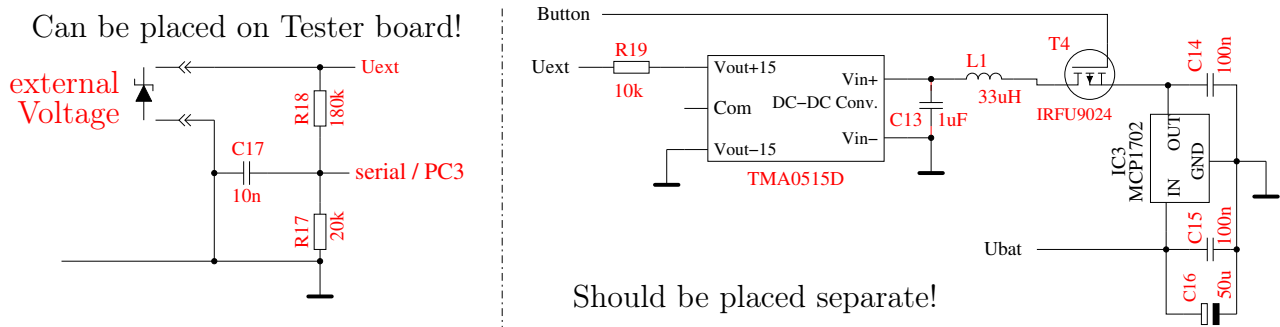 Can be placed on Tester board!
external
Voltage
Uext
R18
180k
C17
10n
serial / PC3
R17
20k
Button
Uext
R19
10k
Vout+15
Com
Vout−15
Vin+
DC−DC Conv.
Vin−
TMA0515D
C13
1uF
L1
33uH
T4
IRFU9024
C14
100n
IC3
MCP1702
OUT
IN
GND
Ubat
C15
100n
C16
50u
Should be placed separate!